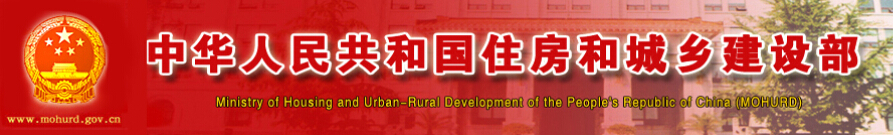 中华人民共和国住房和城乡建设部
Ministry of Housing and Urban-Rural Development of the People's Republic of China (MOHURD)
www.mohurd.gov.cn